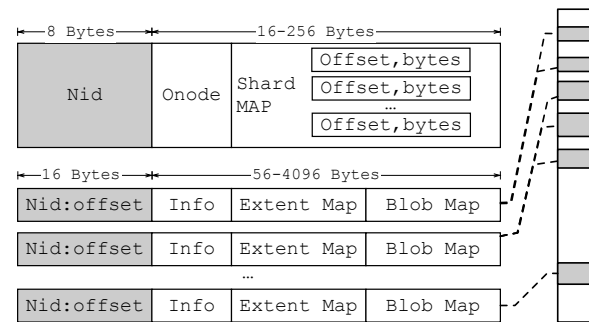 8 Bytes 16-256 Bytes
Nid Onode Shard MAP Offset,bytes
Offset,bytes
…
Offset,bytes
16 Bytes 56-4096 Bytes
Nid:offset Info Extent Map Blob Map
Nid:offset Info Extent Map Blob Map
…
Nid:offset Info Extent Map Blob Map